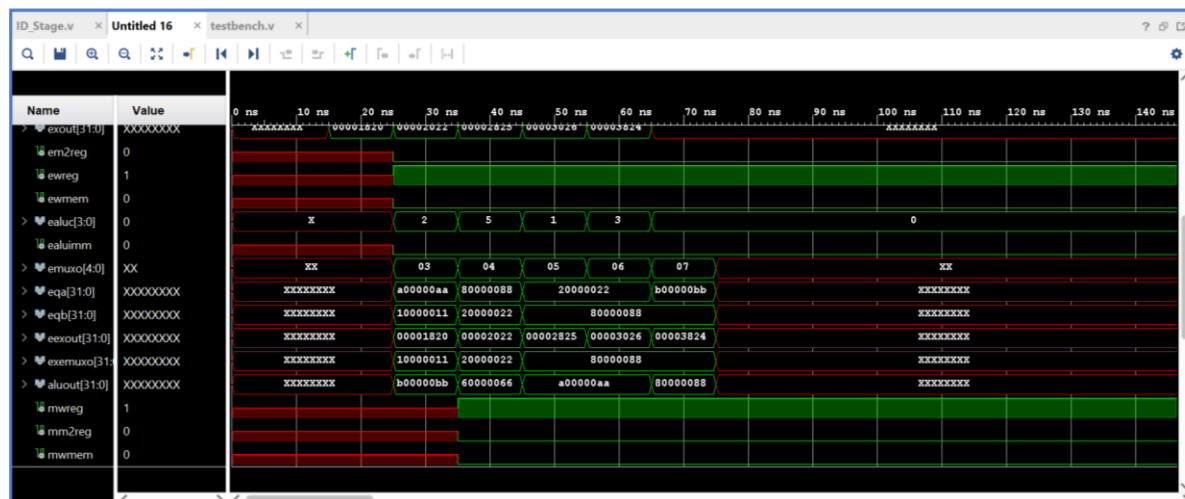 ID_Stage.v × Untitled 16 × testbench.v ×
Name Value 0 ns 10 ns 20 ns 30 ns 40 ns 50 ns 60 ns 70 ns 80 ns 90 ns 100 ns 110 ns 120 ns 130 ns 140 ns
exout[31:0] XXXXXXXX XXXXXXXX 00001820 00002022 00002825 00003026 00003824 XXXXXXXX
em2reg 0
ewreg 1
ewmem 0
ealuc[3:0] 0 X 2 5 1 3 0
ealuimm 0
emuxo[4:0] XX XX 03 04 05 06 07 XX
eqa[31:0] XXXXXXXX XXXXXXXX a00000aa 80000088 20000022 b00000bb XXXXXXXX
eqb[31:0] XXXXXXXX XXXXXXXX 10000011 20000022 80000088 XXXXXXXX
eexout[31:0] XXXXXXXX XXXXXXXX 00001820 00002022 00002825 00003026 00003824 XXXXXXXX
exemuxo[31: XXXXXXXX XXXXXXXX 10000011 20000022 80000088 XXXXXXXX
aluout[31:0] XXXXXXXX XXXXXXXX b00000bb 60000066 a00000aa 80000088 XXXXXXXX
mwreg 1
mm2reg 0
mwmem 0